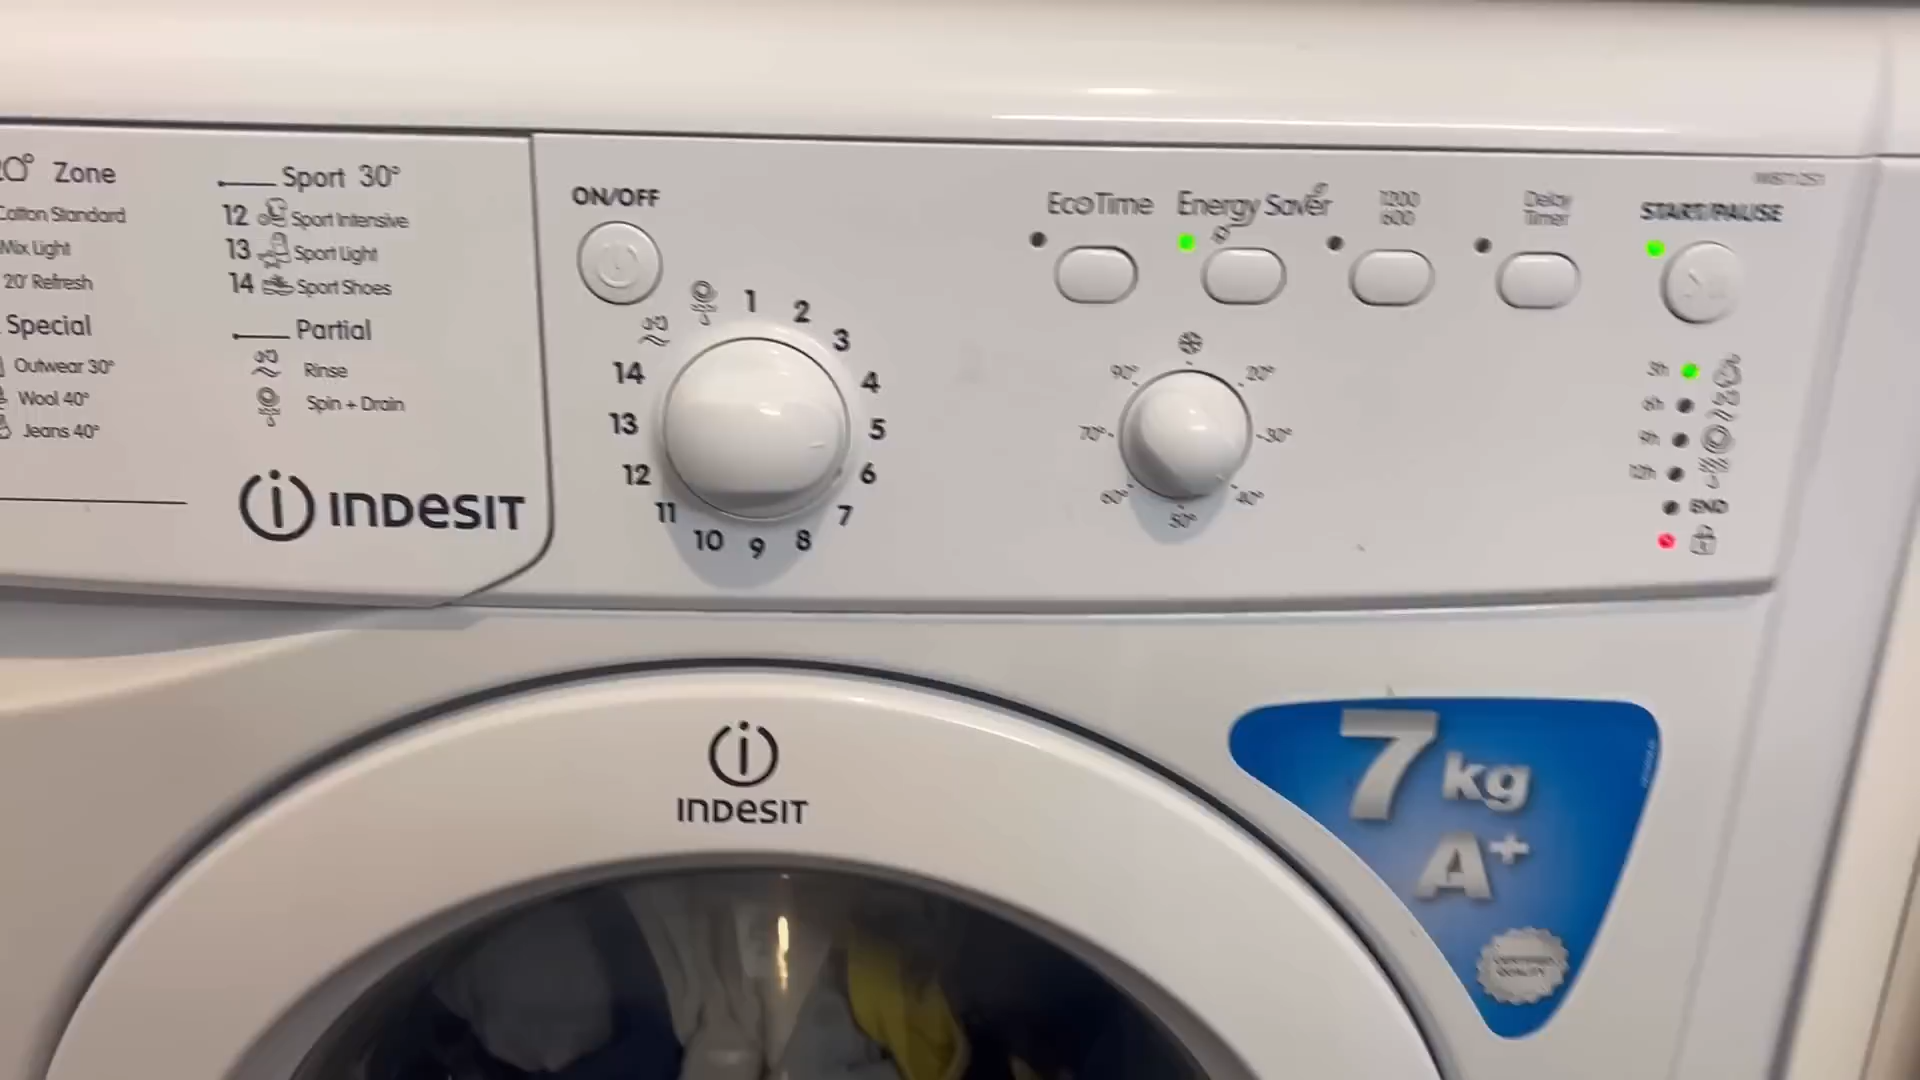 Zone
Cotton Standard
Mix Light
20' Refresh
Special
Outwear 30°
Wool 40°
Jeans 40°
Sport 30°
12 Sport Intensive
13 Sport Light
14 Sport Shoes
Partial
Rinse
Spin + Drain
INDESIT
ON/OFF
1
2
3
4
5
6
7
8
9
10
11
12
13
14
EcoTime
Energy Saver
1200
600
Delay
Timer
START/PAUSE
20°
30°
40°
50°
60°
70°
90°
3h
6h
9h
12h
END
INDESIT
7 kg
A+
CERTIFIED
QUALITY